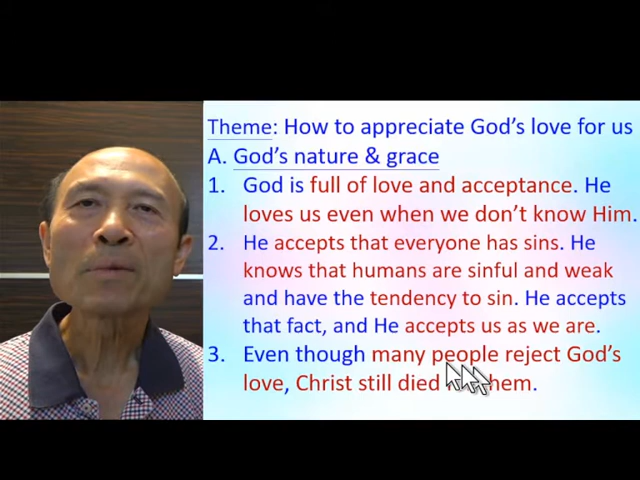 Theme: How to appreciate God's love for us
A. God's nature & grace
1. God is full of love and acceptance. He
loves us even when we don't know Him.
2. He accepts that everyone has sins. He
knows that humans are sinful and weak
and have the tendency to sin. He accepts
that fact, and He accepts us as we are.
3. Even though many people reject God's
love, Christ still died them.